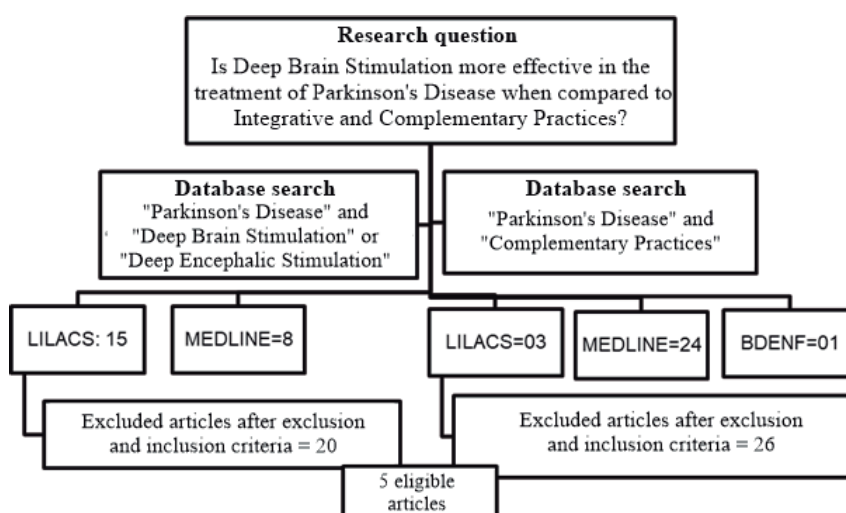 Research question
Is Deep Brain Stimulation more effective in the
treatment of Parkinson's Disease when compared to
Integrative and Complementary Practices?
Database search
"Parkinson's Disease" and
"Deep Brain Stimulation" or
"Deep Encephalic Stimulation"
Database search
"Parkinson's Disease" and
"Complementary Practices"
LILACS: 15
MEDLINE=8
LILACS=03
MEDLINE=24
BDENF=01
Excluded articles after exclusion
and inclusion criteria = 20
Excluded articles after exclusion
and inclusion criteria = 26
5 eligible
articles